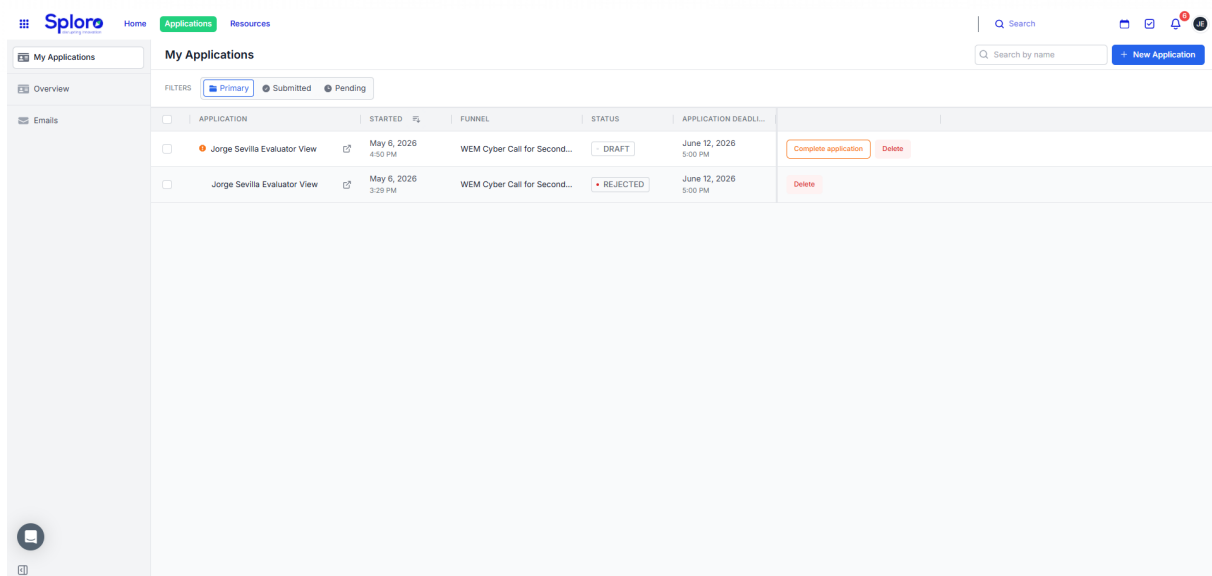 Sploro
Home
Applications
Resources
Search
6
JE
My Applications
Overview
Emails
My Applications
Search by name
+ New Application
FILTERS
Primary
Submitted
Pending
APPLICATION
STARTED
FUNNEL
STATUS
APPLICATION DEADLI...
Jorge Sevilla Evaluator View
May 6, 2026
4:50 PM
WEM Cyber Call for Second...
DRAFT
June 12, 2026
5:00 PM
Complete application
Delete
Jorge Sevilla Evaluator View
May 6, 2026
3:29 PM
WEM Cyber Call for Second...
REJECTED
June 12, 2026
5:00 PM
Delete